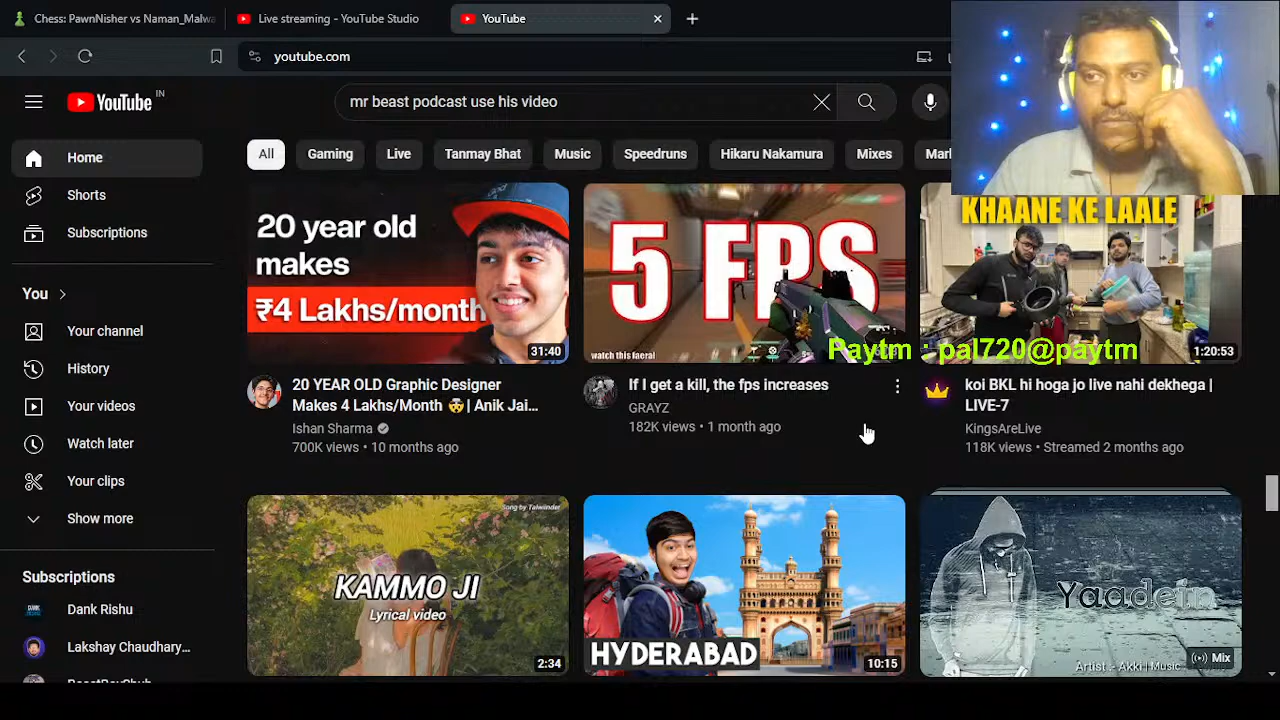 Chess: PawnNisher vs Naman_Malwa
Live streaming - YouTube Studio
YouTube
youtube.com
YouTube IN
mr beast podcast use his video
Home
Shorts
Subscriptions
You
Your channel
History
Your videos
Watch later
Your clips
Show more
Subscriptions
Dank Rishu
Lakshay Chaudhary...
All
Gaming
Live
Tanmay Bhat
Music
Speedruns
Hikaru Nakamura
Mixes
20 year old
makes
₹4 Lakhs/month
31:40
5 FPS
watch this faeral
KHAANE KE LAALE
1:20:53
Paytm : pal720@paytm
20 YEAR OLD Graphic Designer
Makes 4 Lakhs/Month 🤯| Anik Jai...
Ishan Sharma
700K views • 10 months ago
If I get a kill, the fps increases
GRAYZ
182K views • 1 month ago
koi BKL hi hoga jo live nahi dekhega |
LIVE-7
KingsAreLive
118K views • Streamed 2 months ago
Song by Talwiinder
KAMMO JI
Lyrical video
2:34
HYDERABAD
10:15
Yaadein
Artist :- Akki | Music
Mix